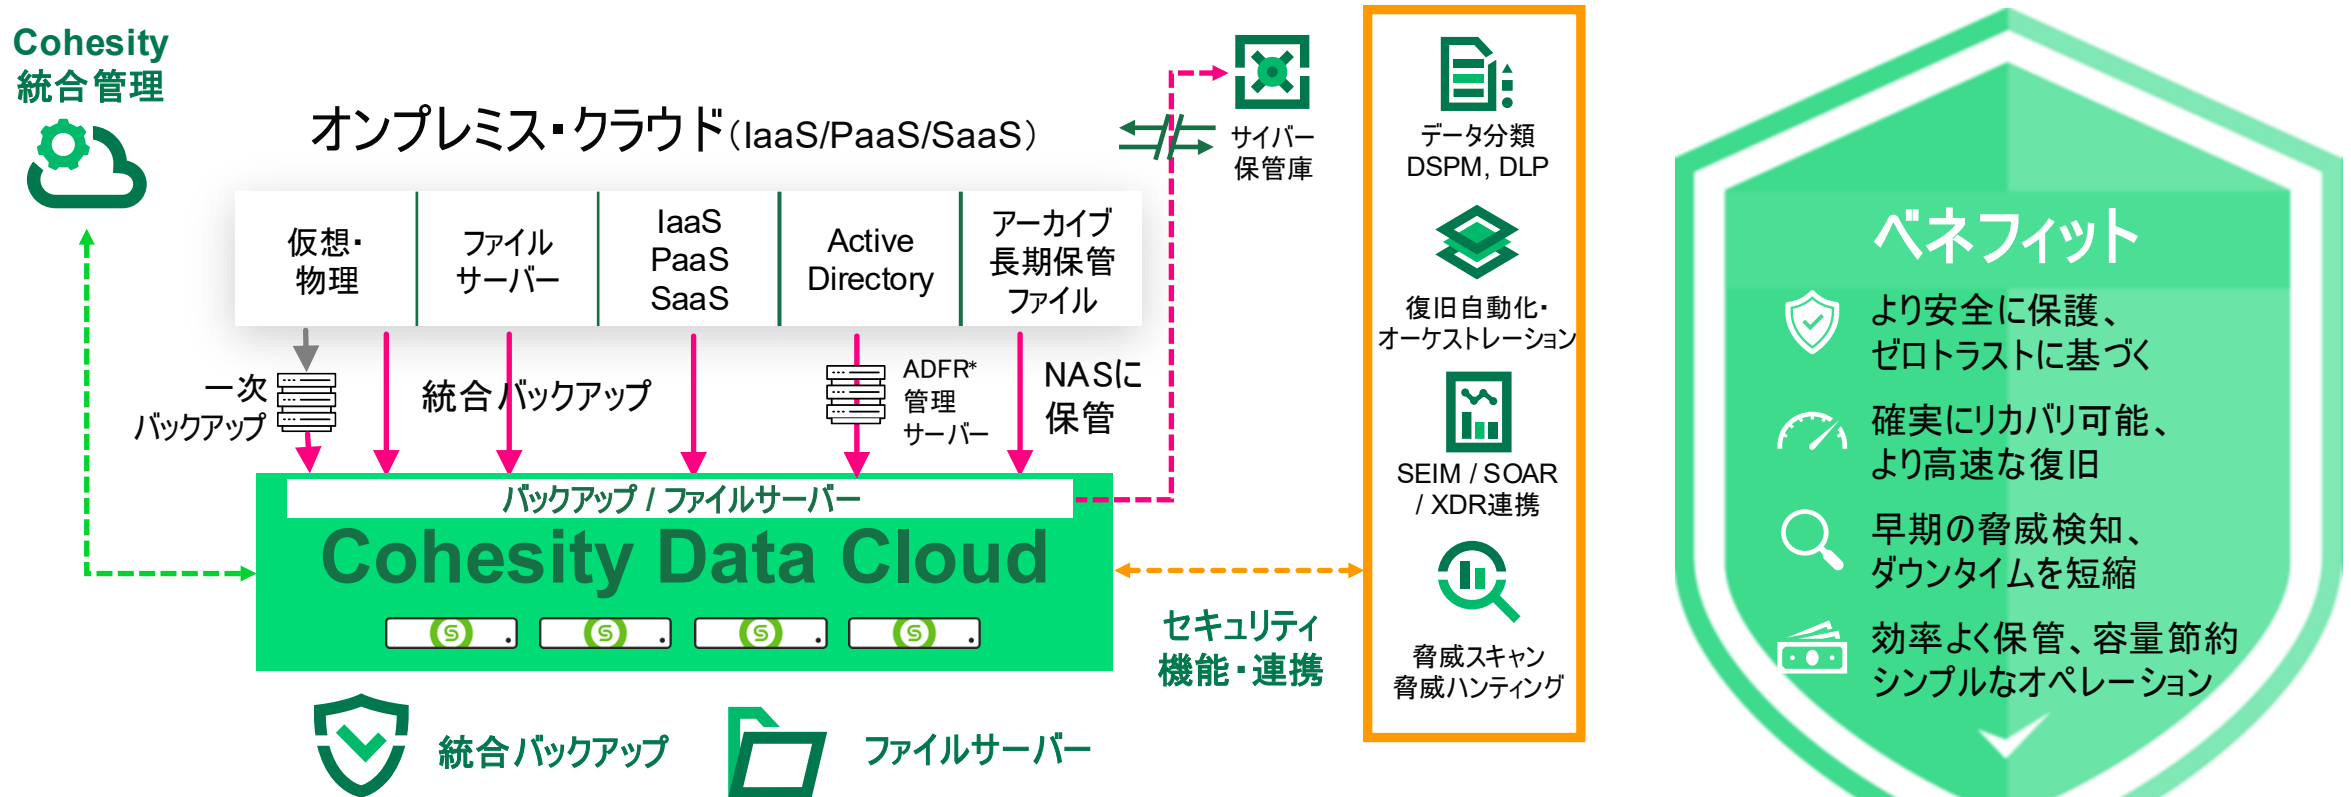 Cohesity
統合管理
オンプレミス・クラウド（IaaS/PaaS/SaaS）
仮想・
物理
ファイル
サーバー
IaaS
PaaS
SaaS
Active
Directory
アーカイブ
長期保管
ファイル
一次
バックアップ
統合バックアップ
ADFR*
管理
サーバー
NASに
保管
バックアップ / ファイルサーバー
Cohesity Data Cloud
統合バックアップ
ファイルサーバー
サイバー
保管庫
セキュリティ
機能・連携
データ分類
DSPM, DLP
復旧自動化・
オーケストレーション
SEIM / SOAR
/ XDR連携
脅威スキャン
脅威ハンティング
ベネフィット
より安全に保護、
ゼロトラストに基づく
確実にリカバリ可能、
より高速な復旧
早期の脅威検知、
ダウンタイムを短縮
効率よく保管、容量節約
シンプルなオペレーション